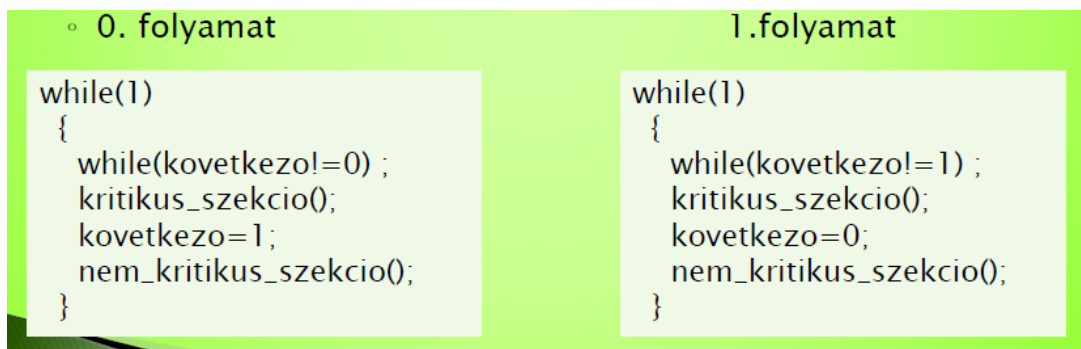 ◦ 0. folyamat
1.folyamat
while(1)
{
while(kovetkezo!=0) ;
kritikus_szekcio();
kovetkezo=1;
nem_kritikus_szekcio();
}
while(1)
{
while(kovetkezo!=1) ;
kritikus_szekcio();
kovetkezo=0;
nem_kritikus_szekcio();
}